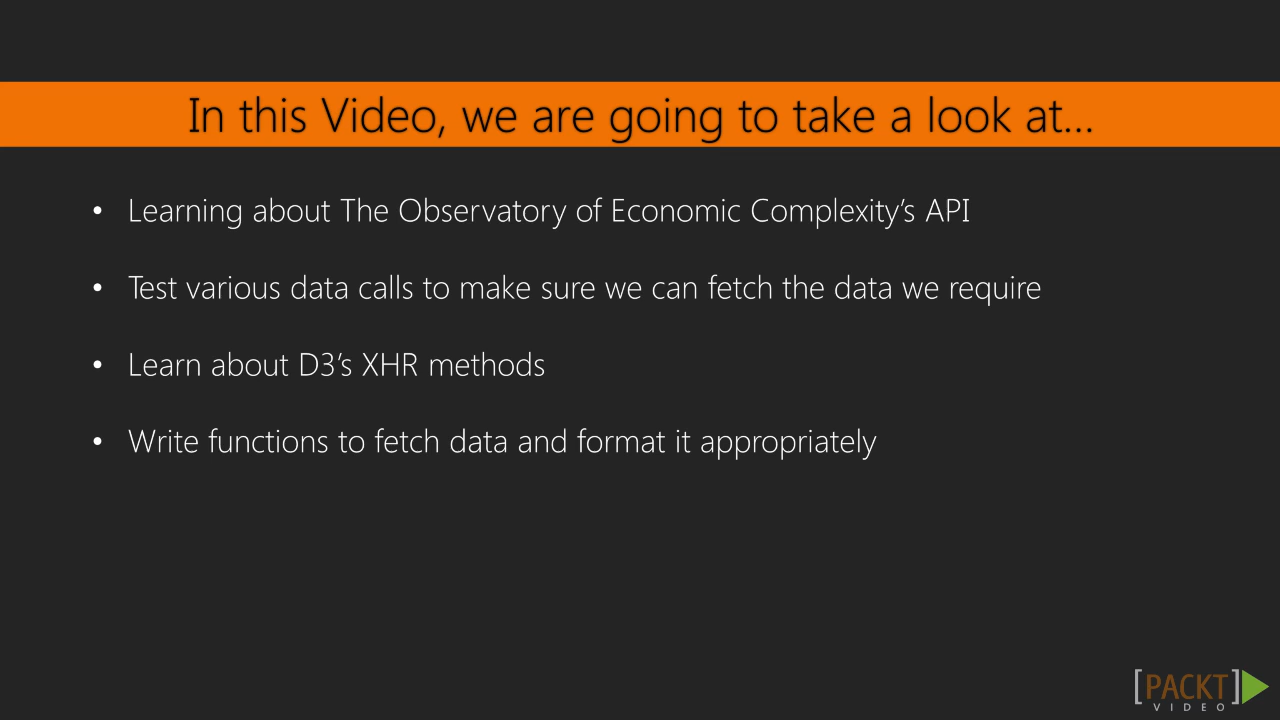 In this Video, we are going to take a look at...
• Learning about The Observatory of Economic Complexity's API
• Test various data calls to make sure we can fetch the data we require
• Learn about D3's XHR methods
• Write functions to fetch data and format it appropriately
[PACKT]
VIDEO